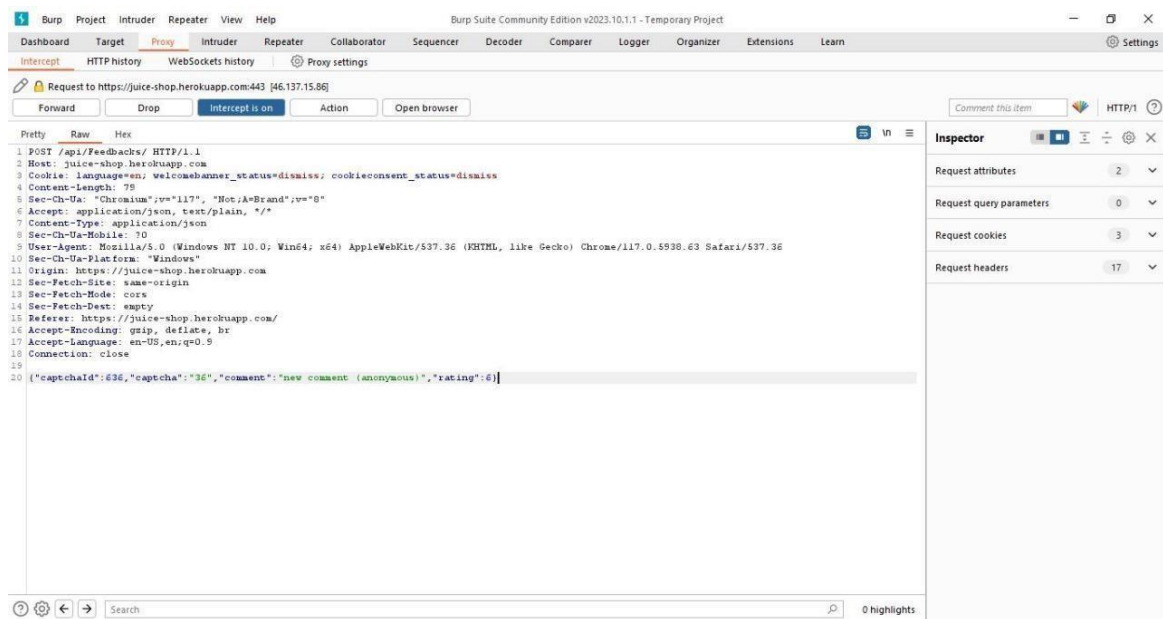 Burp Project Intruder Repeater View Help Burp Suite Community Edition v2023.10.1.1 - Temporary Project
Dashboard Target Proxy Intruder Repeater Collaborator Sequencer Decoder Comparer Logger Organizer Extensions Learn Settings
Intercept HTTP history WebSockets history Proxy settings
Request to https://juice-shop.herokuapp.com:443 [46.137.15.86]
Forward Drop Intercept is on Action Open browser Comment this item HTTP/1
Pretty Raw Hex \n
1 POST /api/Feedbacks/ HTTP/1.1
2 Host: juice-shop.herokuapp.com
3 Cookie: language=en; welcomebanner_status=dismiss; cookieconsent_status=dismiss
4 Content-Length: 79
5 Sec-Ch-Ua: "Chromium";v="117", "Not;A=Brand";v="8"
6 Accept: application/json, text/plain, */*
7 Content-Type: application/json
8 Sec-Ch-Ua-Mobile: ?0
9 User-Agent: Mozilla/5.0 (Windows NT 10.0; Win64; x64) AppleWebKit/537.36 (KHTML, like Gecko) Chrome/117.0.5938.63 Safari/537.36
10 Sec-Ch-Ua-Platform: "Windows"
11 Origin: https://juice-shop.herokuapp.com
12 Sec-Fetch-Site: same-origin
13 Sec-Fetch-Mode: cors
14 Sec-Fetch-Dest: empty
15 Referer: https://juice-shop.herokuapp.com/
16 Accept-Encoding: gzip, deflate, br
17 Accept-Language: en-US,en;q=0.9
18 Connection: close
19
20 {"captchaId":636,"captcha":"36","comment":"new comment (anonymous)","rating":6}
Inspector
Request attributes 2
Request query parameters 0
Request cookies 3
Request headers 17
Search 0 highlights